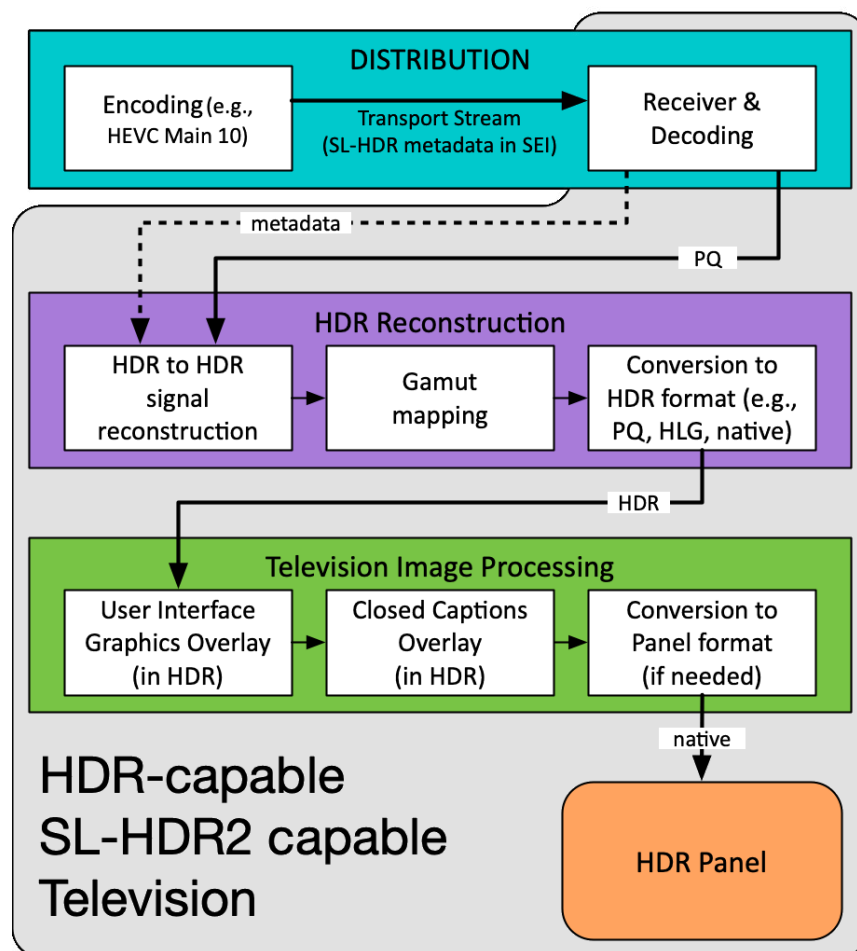 DISTRIBUTION
Encoding (e.g.,
HEVC Main 10)
Transport Stream
(SL-HDR metadata in SEI)
Receiver &
Decoding
metadata
PQ
HDR Reconstruction
HDR to HDR
signal
reconstruction
Gamut
mapping
Conversion to
HDR format (e.g.,
PQ, HLG, native)
HDR
Television Image Processing
User Interface
Graphics Overlay
(in HDR)
Closed Captions
Overlay
(in HDR)
Conversion to
Panel format
(if needed)
native
HDR-capable
SL-HDR2 capable
Television
HDR Panel